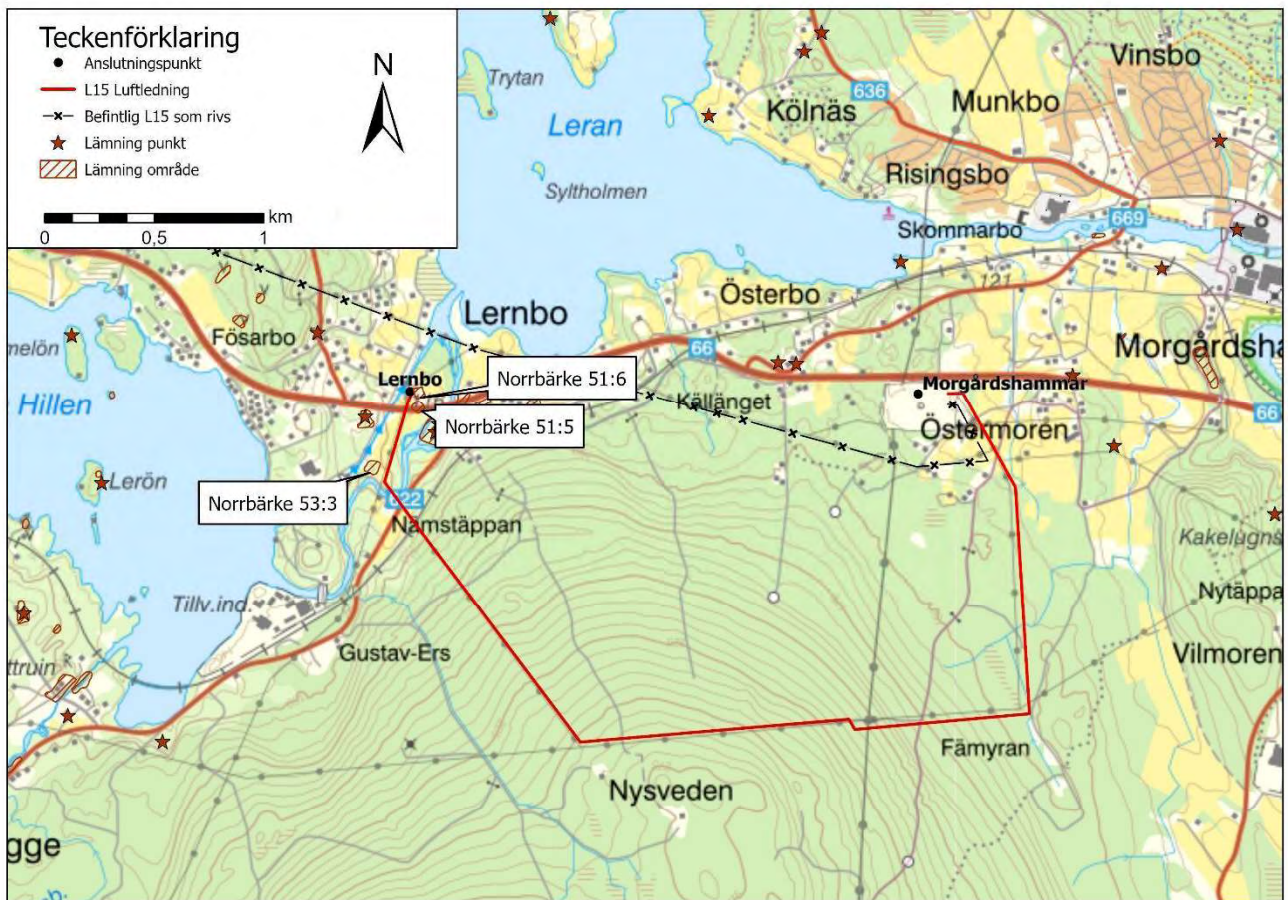 Teckenförklaring
Anslutningspunkt
L15 Luftledning
Befintlig L15 som rivs
Lämning punkt
Lämning område
N
km
0 0,5 1
Trytan
Leran
Syltholmen
636
Kölnäs
Munkbo
Vinsbo
Risingsbo
Skommarbo
669
121
Österbo
Lernbo
Fösarbo
melön
Hillen
Lernbo
Norrbärke 51:6
Norrbärke 51:5
66
Källänget
Morgårdshammar
Östermoren
Morgårdsha
66
Lerön
Norrbärke 53:3
622
Nämstäppan
Kakelugns
Nytäppa
Tillv.ind.
Gustav-Ers
ttruin
Vilmoren
Fämyran
Nysveden
gge